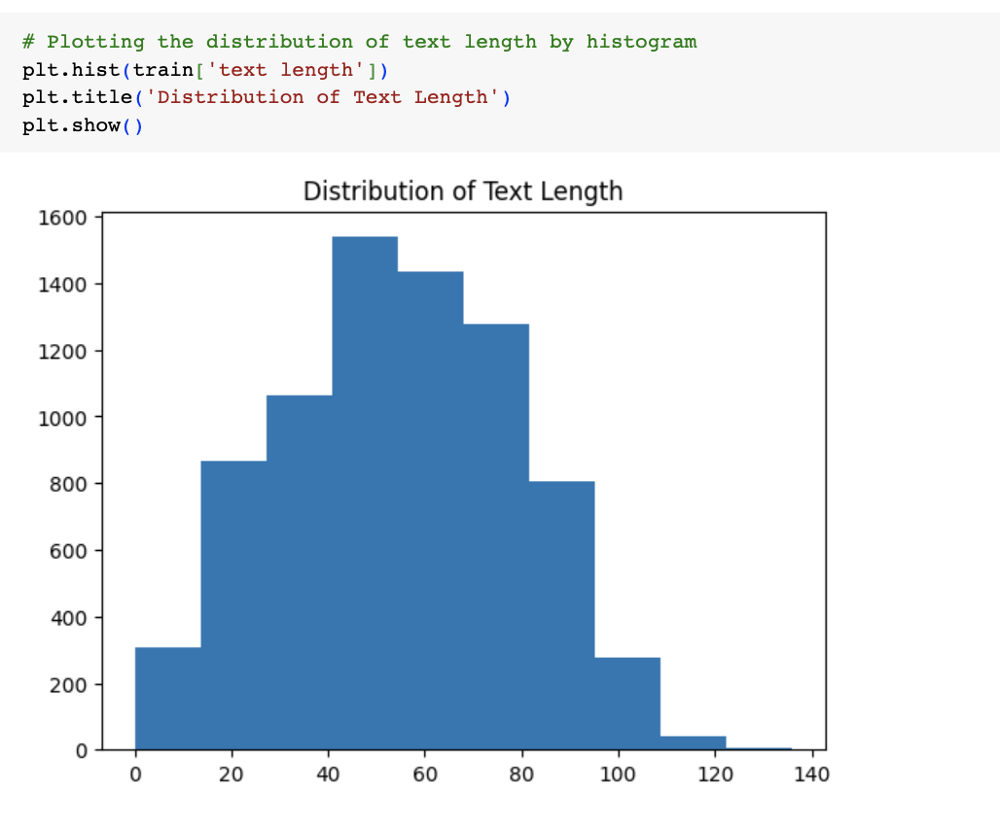 # Plotting the distribution of text length by histogram
plt.hist(train['text length'])
plt.title('Distribution of Text Length')
plt.show()
Distribution of Text Length
1600
1400
1200
1000
800
600
400
200
0
0 20 40 60 80 100 120 140